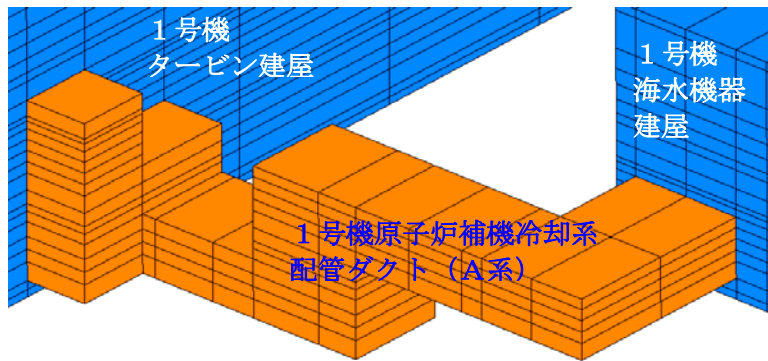 １号機
タービン建屋
１号機
海水機器
建屋
１号機原子炉補機冷却系
配管ダクト（Ａ系）